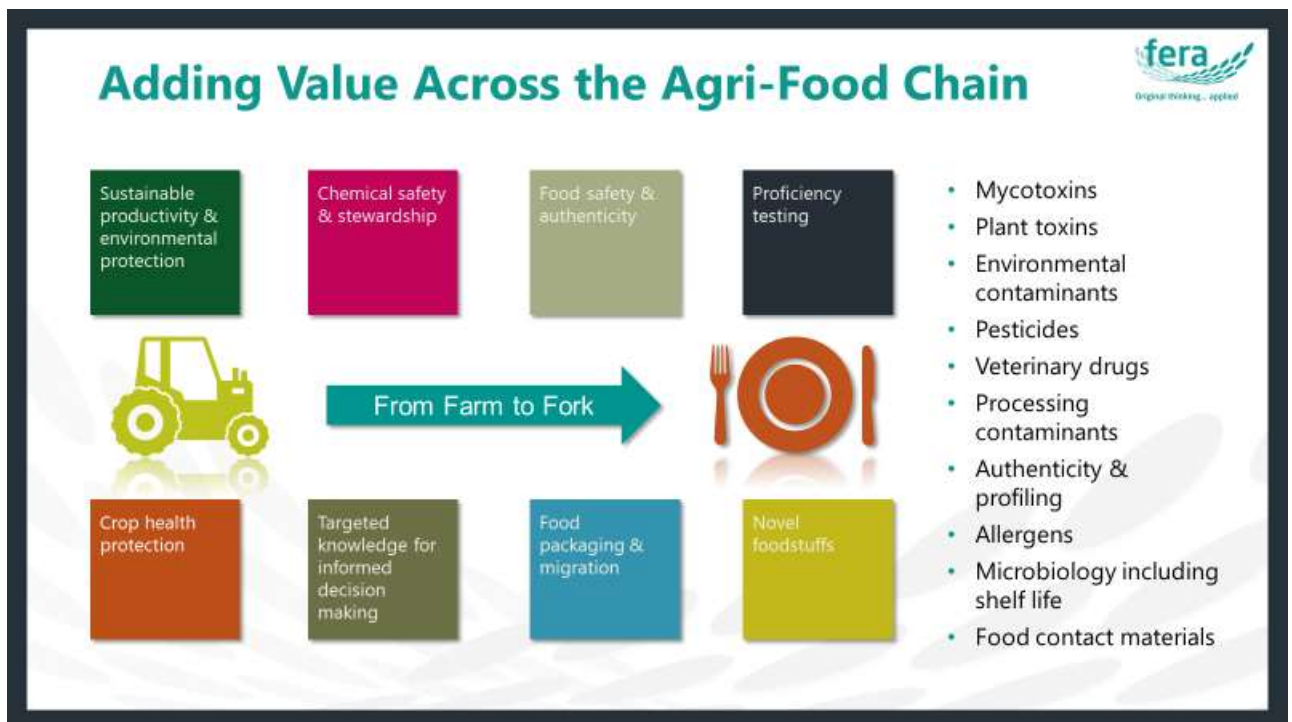 Adding Value Across the Agri-Food Chain
fera
Original thinking... applied
Sustainable
productivity &
environmental
protection
Chemical safety
& stewardship
Food safety &
authenticity
Proficiency
testing
From Farm to Fork
Crop health
protection
Targeted
knowledge for
informed
decision
making
Food
packaging &
migration
Novel
foodstuffs
• Mycotoxins
• Plant toxins
• Environmental
contaminants
• Pesticides
• Veterinary drugs
• Processing
contaminants
• Authenticity &
profiling
• Allergens
• Microbiology including
shelf life
• Food contact materials